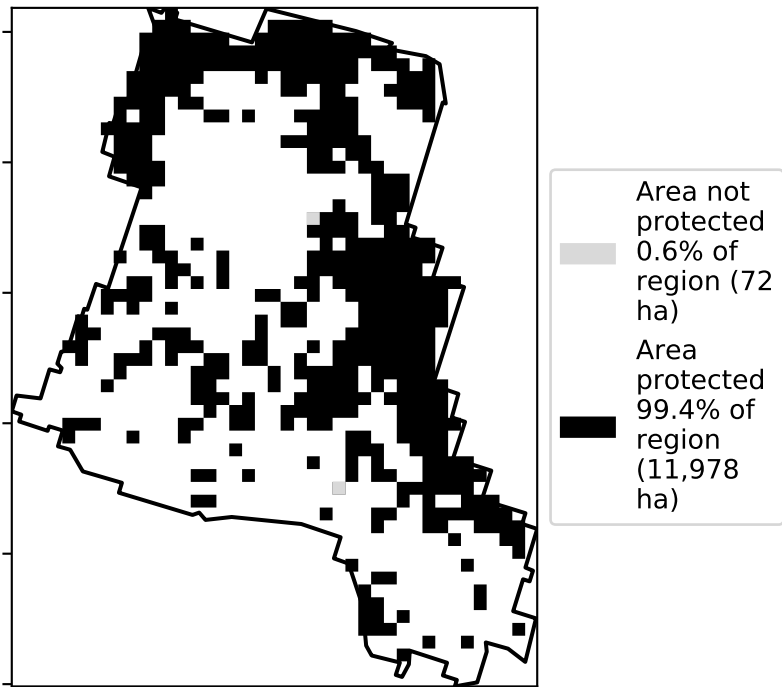 Area not
protected
0.6% of
region (72
ha)
Area
protected
99.4% of
region
(11,978
ha)